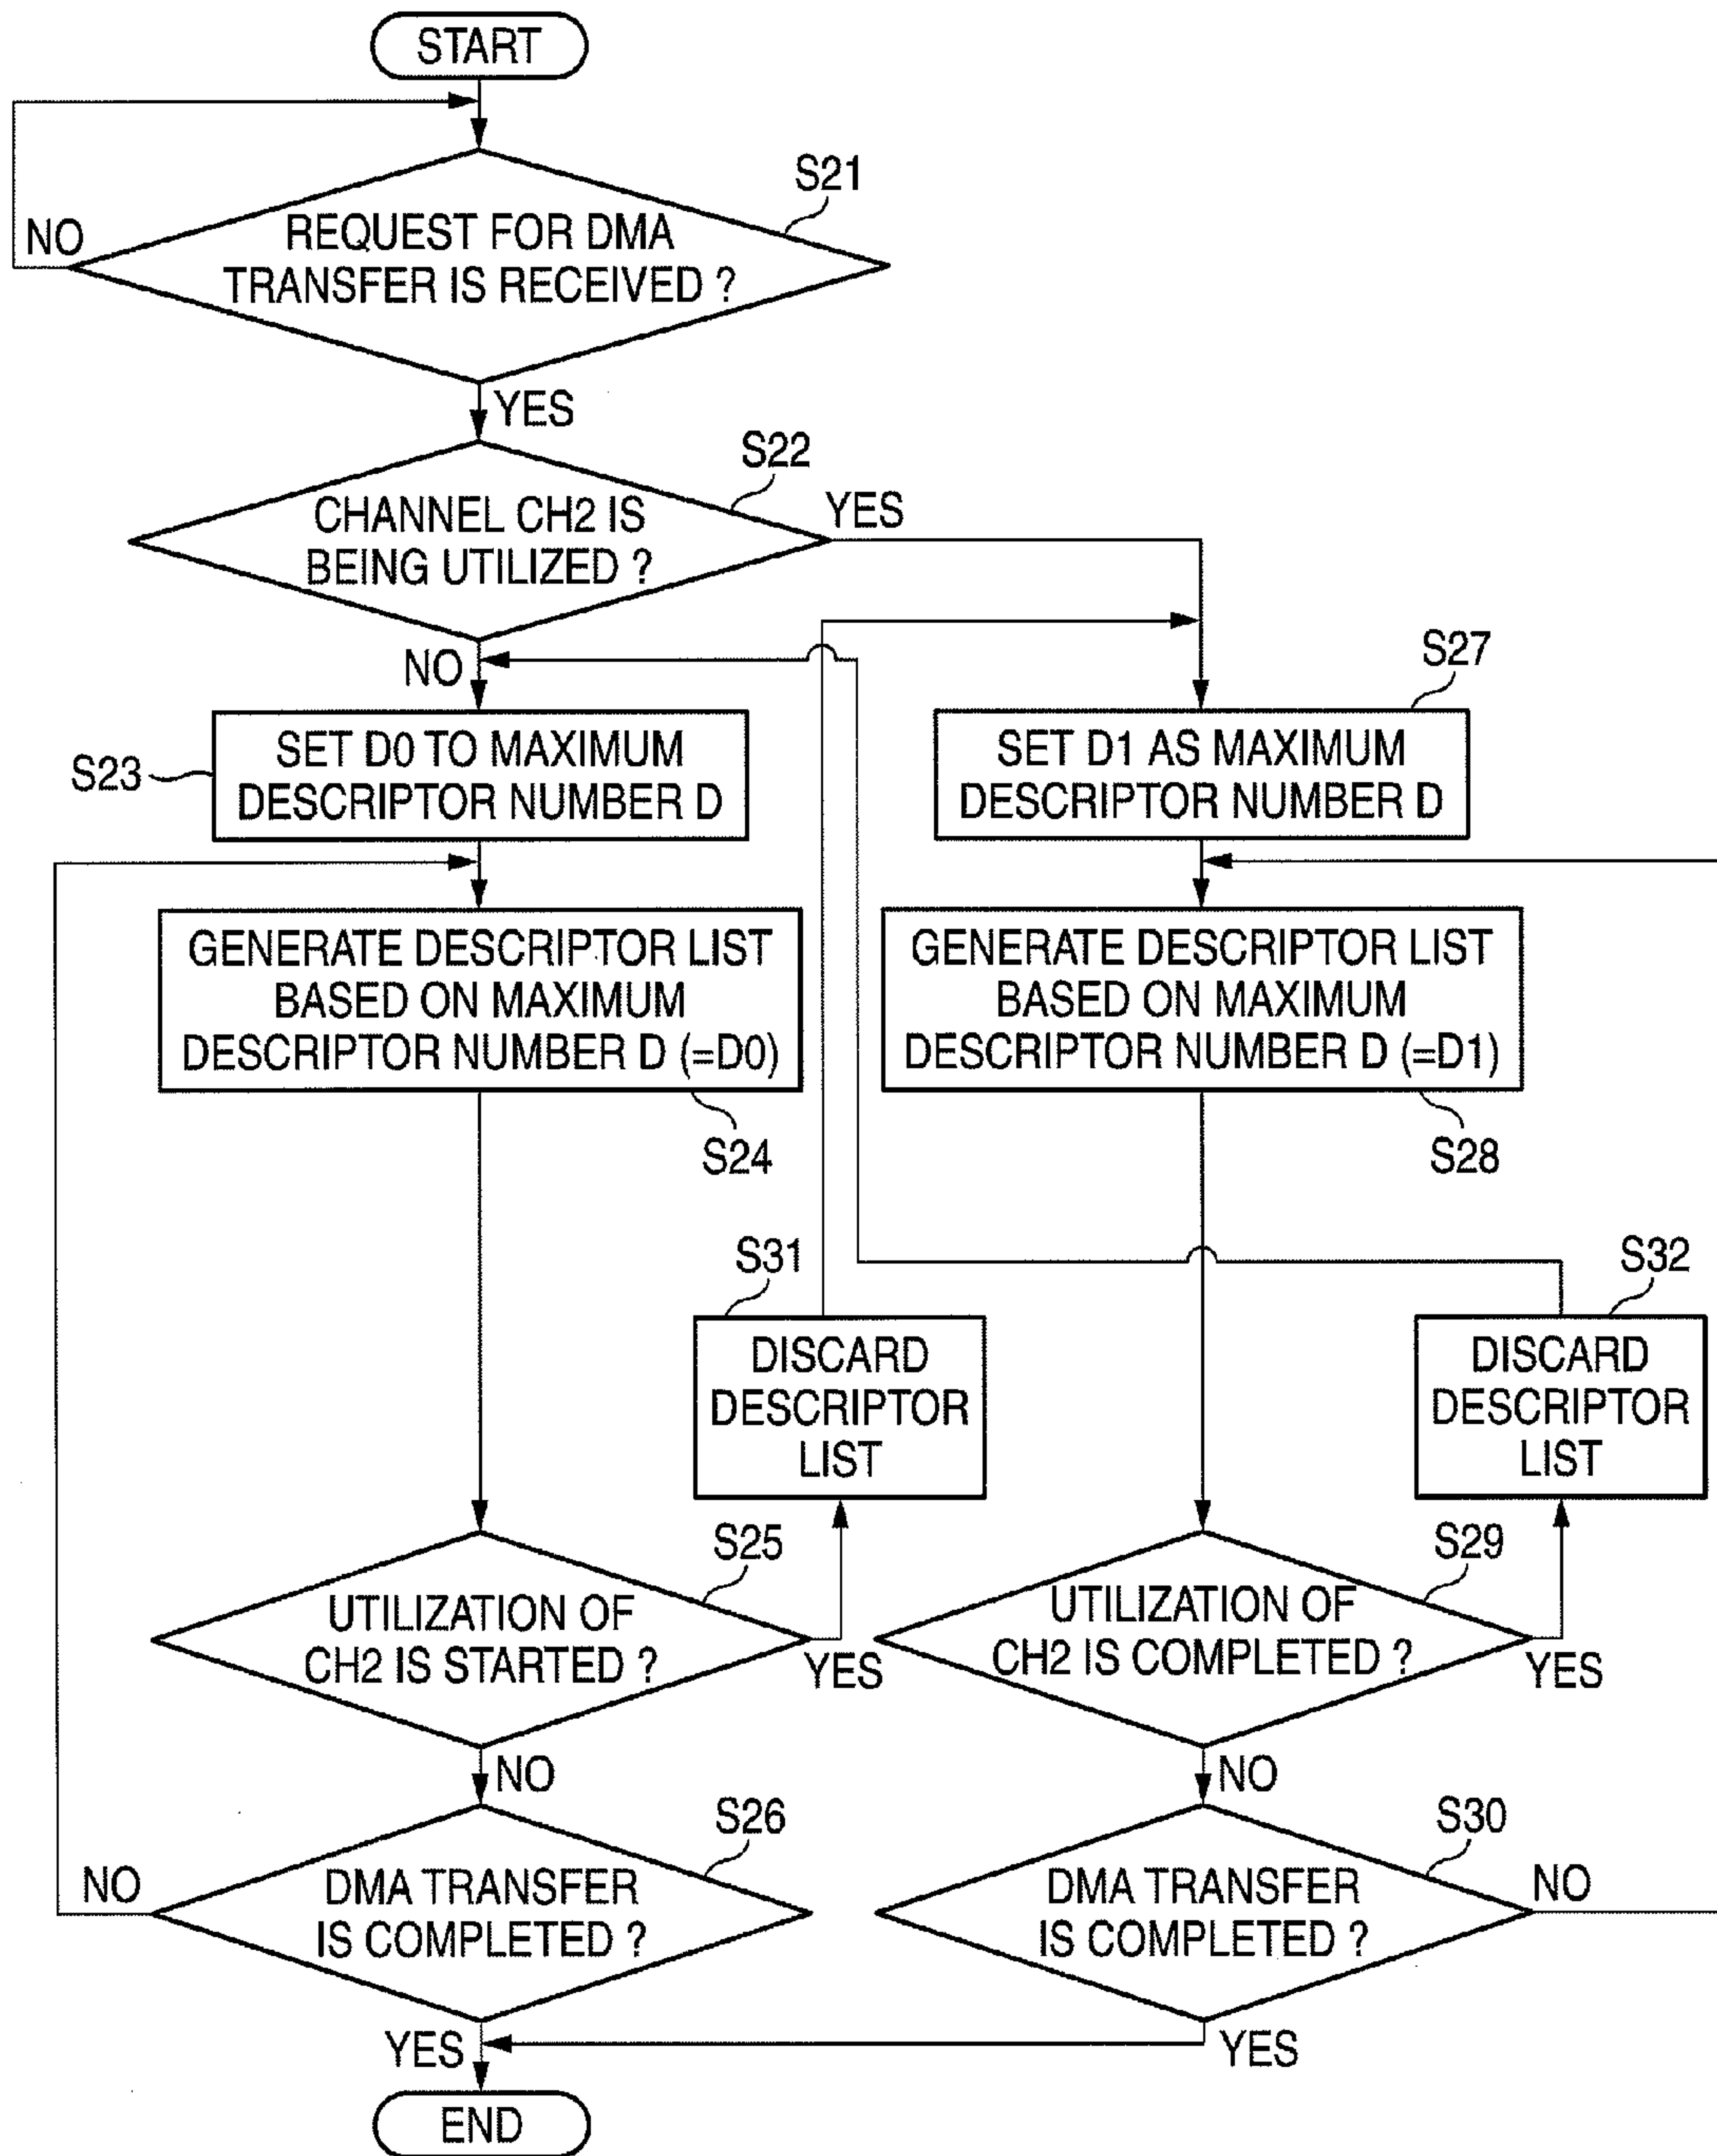 START
S21
NO
REQUEST FOR DMA
TRANSFER IS RECEIVED ?
YES
S22
CHANNEL CH2 IS
BEING UTILIZED ?
YES
NO
S27
S23
SET D0 TO MAXIMUM
DESCRIPTOR NUMBER D
SET D1 AS MAXIMUM
DESCRIPTOR NUMBER D
GENERATE DESCRIPTOR LIST
BASED ON MAXIMUM
DESCRIPTOR NUMBER D (=D0)
GENERATE DESCRIPTOR LIST
BASED ON MAXIMUM
DESCRIPTOR NUMBER D (=D1)
S24
S28
S31
S32
DISCARD
DESCRIPTOR
LIST
DISCARD
DESCRIPTOR
LIST
S25
S29
UTILIZATION OF
CH2 IS STARTED ?
YES
UTILIZATION OF
CH2 IS COMPLETED ?
YES
NO
NO
S26
S30
NO
DMA TRANSFER
IS COMPLETED ?
DMA TRANSFER
IS COMPLETED ?
NO
YES
YES
END